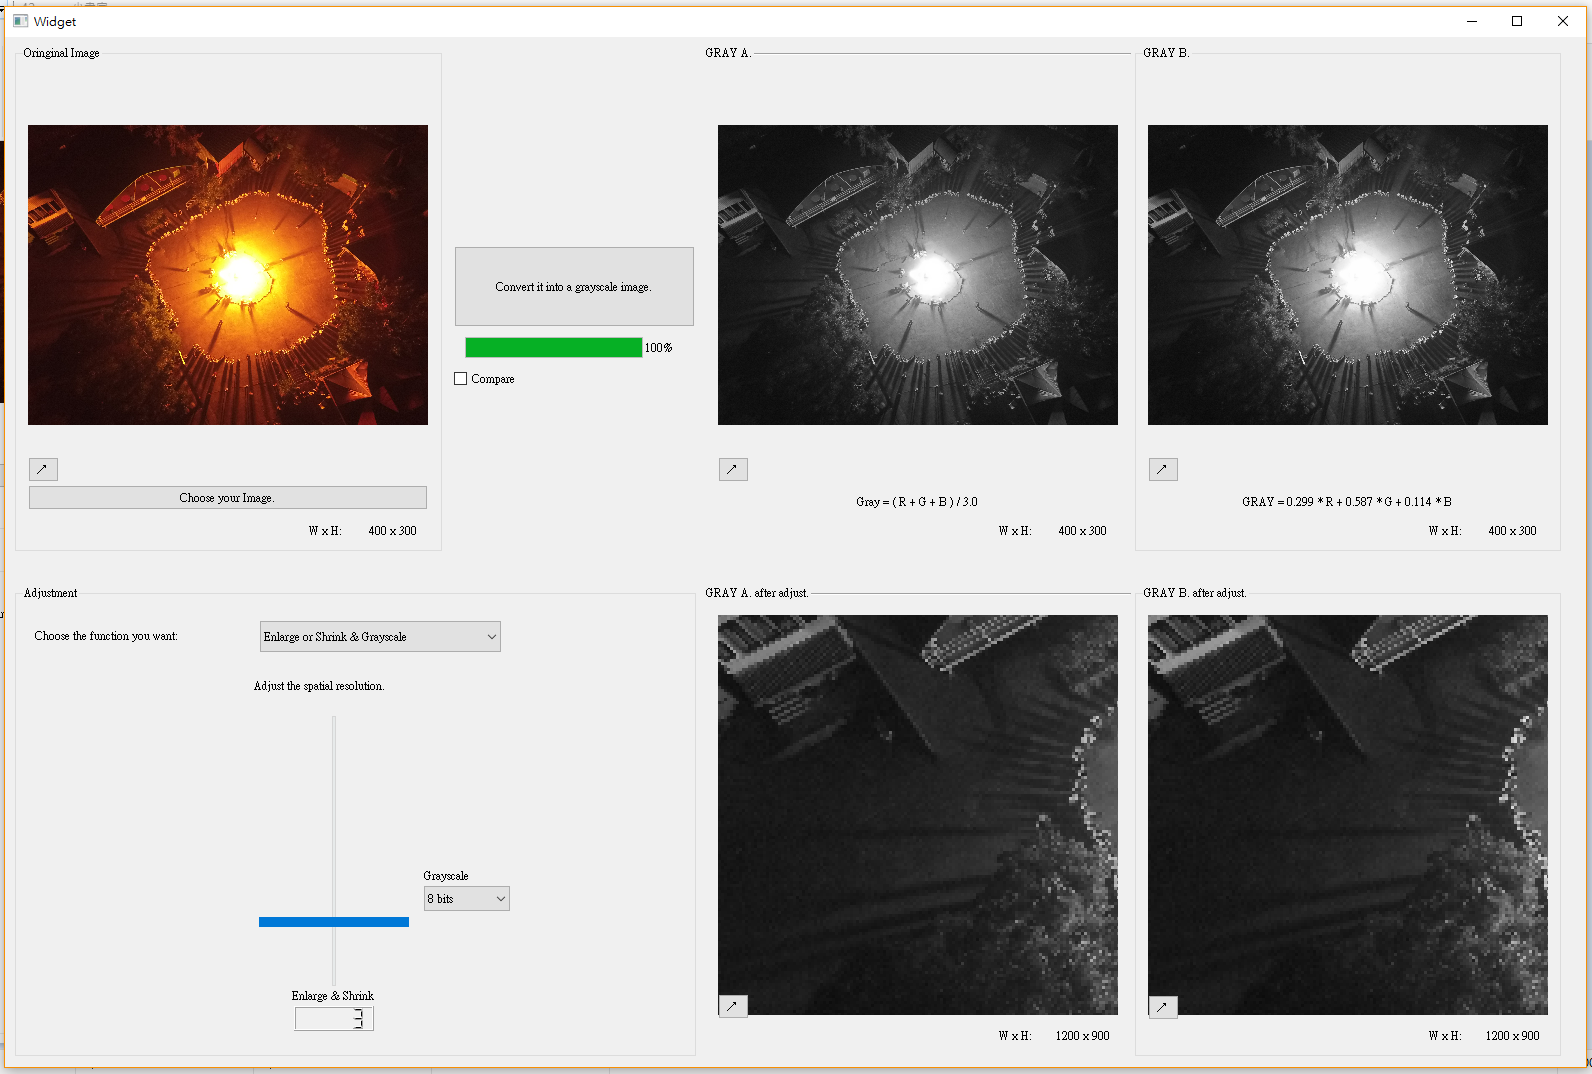 Widget
Oringinal Image
GRAY A.
GRAY B.
Convert it into a grayscale image.
100%
Compare
Choose your Image.
W x H: 400 x 300
Gray = ( R + G + B ) / 3.0
W x H: 400 x 300
GRAY = 0.299 * R + 0.587 * G + 0.114 * B
W x H: 400 x 300
Adjustment
Choose the function you want:
Enlarge or Shrink & Grayscale
Adjust the spatial resolution.
Grayscale
8 bits
Enlarge & Shrink
3
GRAY A. after adjust.
W x H: 1200 x 900
GRAY B. after adjust.
W x H: 1200 x 900